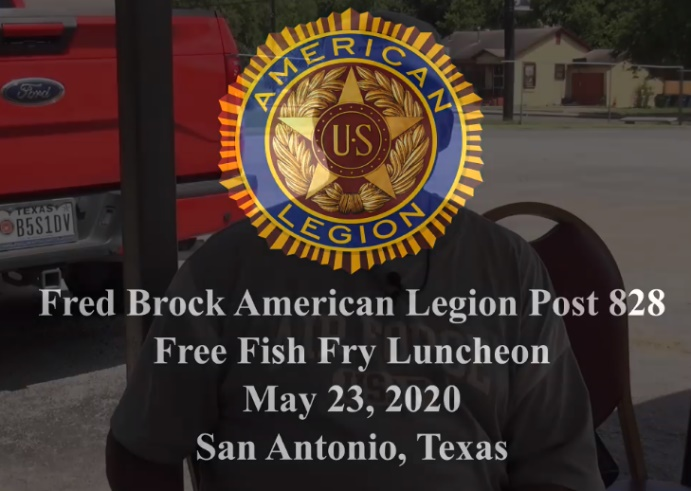 Ford
TEXAS
B5S1DV
AMERICAN
U·S
LEGION
Fred Brock American Legion Post 828
Free Fish Fry Luncheon
May 23, 2020
San Antonio, Texas